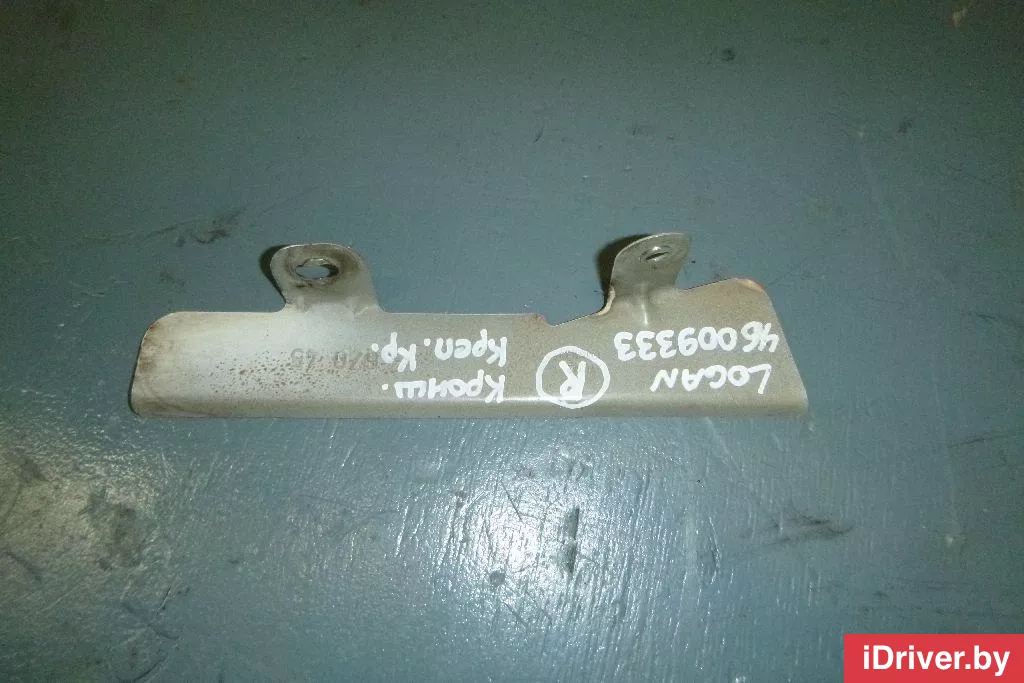 LOGAN
46009333
R
Кронш.
Креп. Кр.
iDriver.by